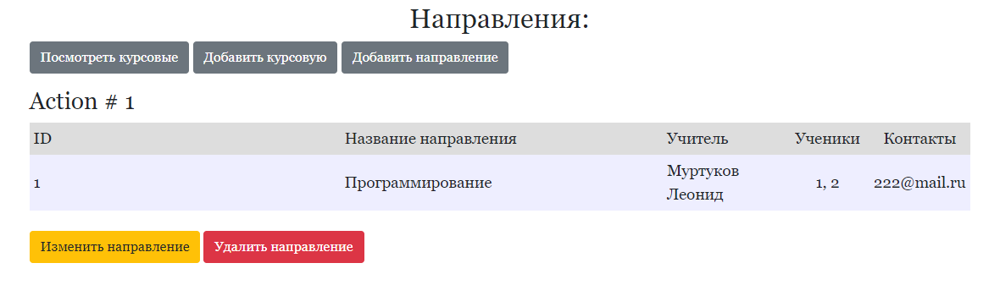 Направления:
Посмотреть курсовые Добавить курсовую Добавить направление
Action # 1
ID Название направления Учитель Ученики Контакты
1 Программирование Муртуков Леонид 1, 2 222@mail.ru
Изменить направление Удалить направление